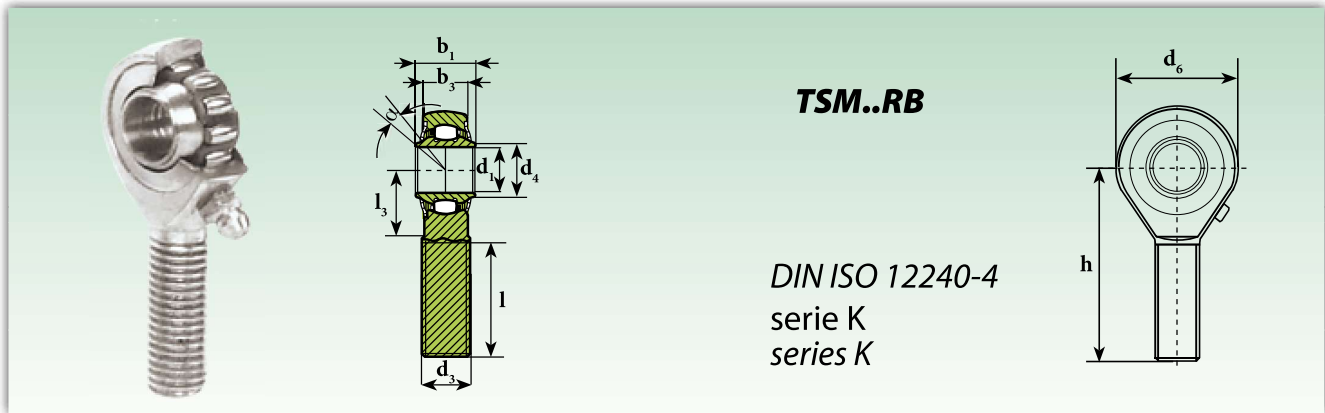 b₁
b₃
α
d₁
d₄
l₃
l
d₃
TSM..RB
DIN ISO 12240-4
serie K
series K
d₆
h